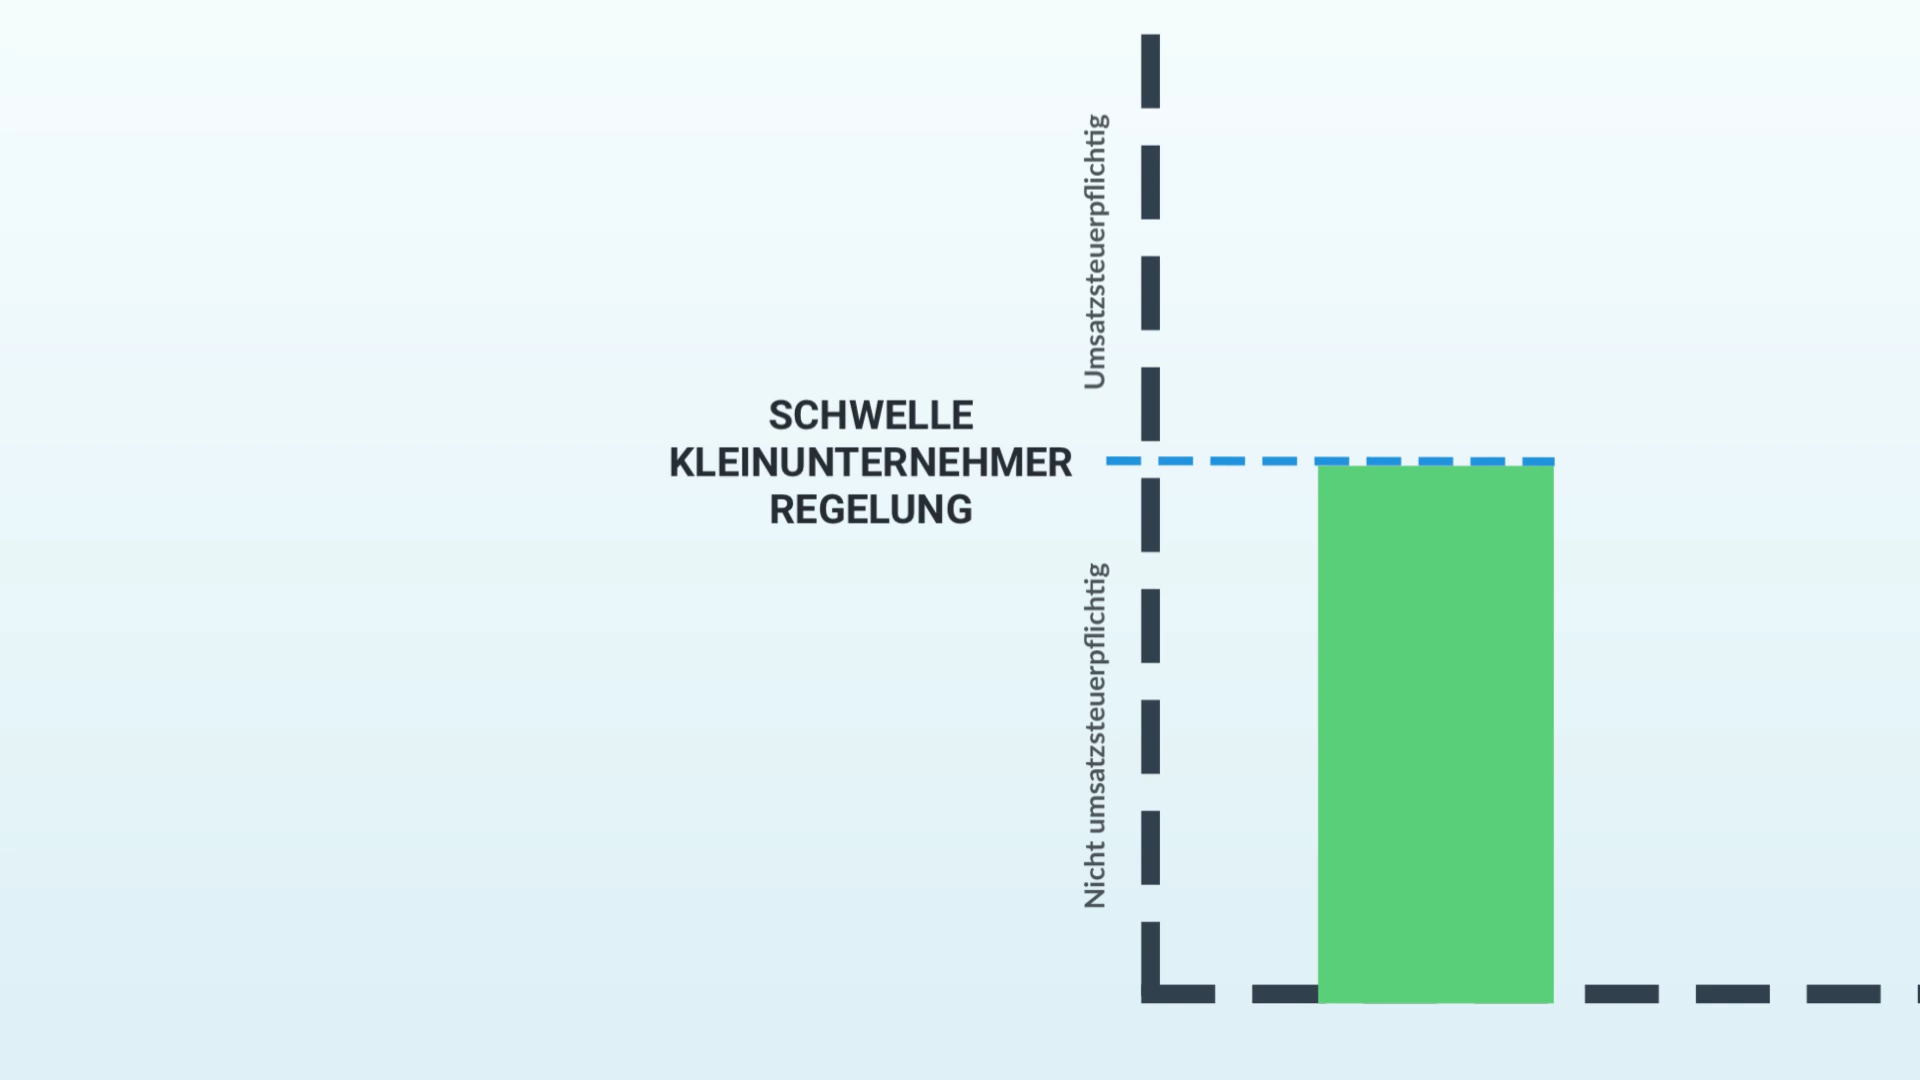 Umsatzsteuerpflichtig
SCHWELLE
KLEINUNTERNEHMER
REGELUNG
Nicht umsatzsteuerpflichtig